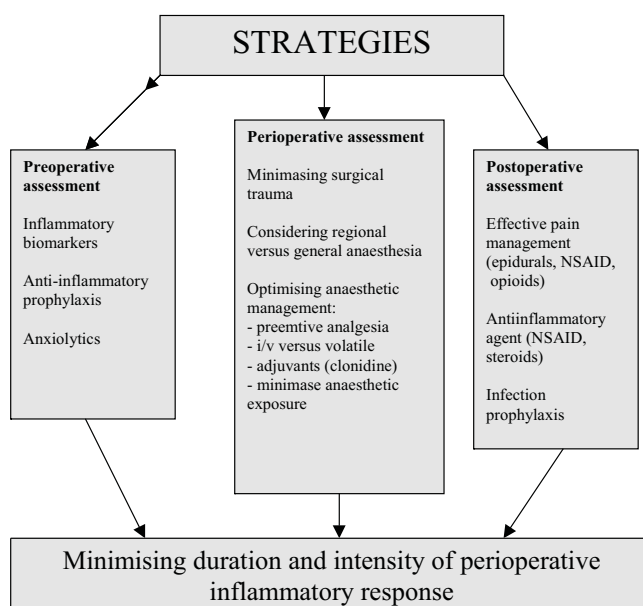 STRATEGIES
Preoperative
assessment
Inflammatory
biomarkers
Anti-inflammatory
prophylaxis
Anxiolytics
Perioperative assessment
Minimasing surgical
trauma
Considering regional
versus general anaesthesia
Optimising anaesthetic
management:
- preemtive analgesia
- i/v versus volatile
- adjuvants (clonidine)
- minimase anaesthetic
exposure
Postoperative
assessment
Effective pain
management
(epidurals, NSAID,
opioids)
Antiinflammatory
agent (NSAID,
steroids)
Infection
prophylaxis
Minimising duration and intensity of perioperative
inflammatory response